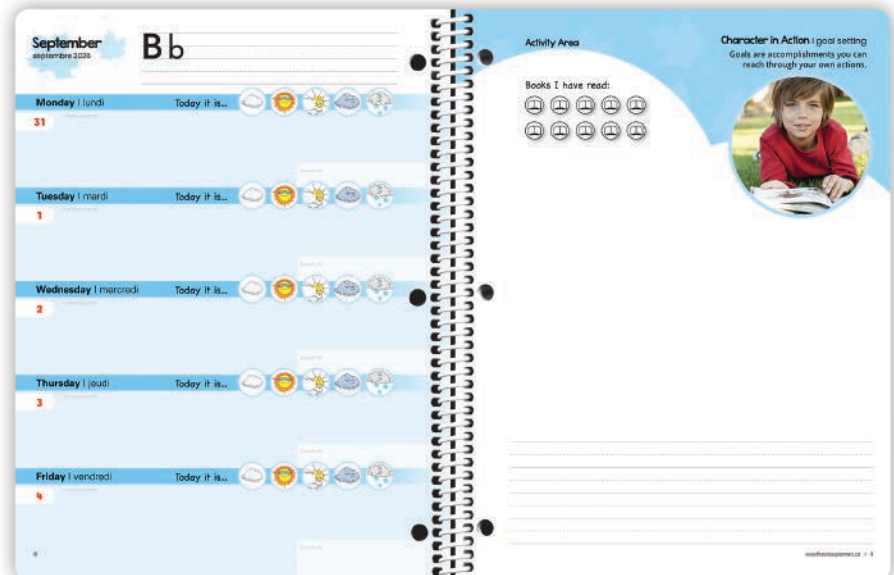 September
septembre 2026
B b
Monday | lundi
Today it is...
31
Tuesday | mardi
Today it is...
1
Wednesday | mercredi
Today it is...
2
Thursday | jeudi
Today it is...
3
Friday | vendredi
Today it is...
4
Activity Area
Character in Action | goal setting
Goals are accomplishments you can
reach through your own actions.
Books I have read: